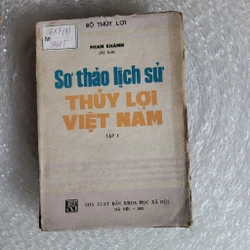 BỘ THỦY LỢI
PHAN KHÁNH
Sơ thảo lịch sử
THỦY LỢI
VIỆT NAM
TẬP I
NHÀ XUẤT BẢN KHOA HỌC XÃ HỘI